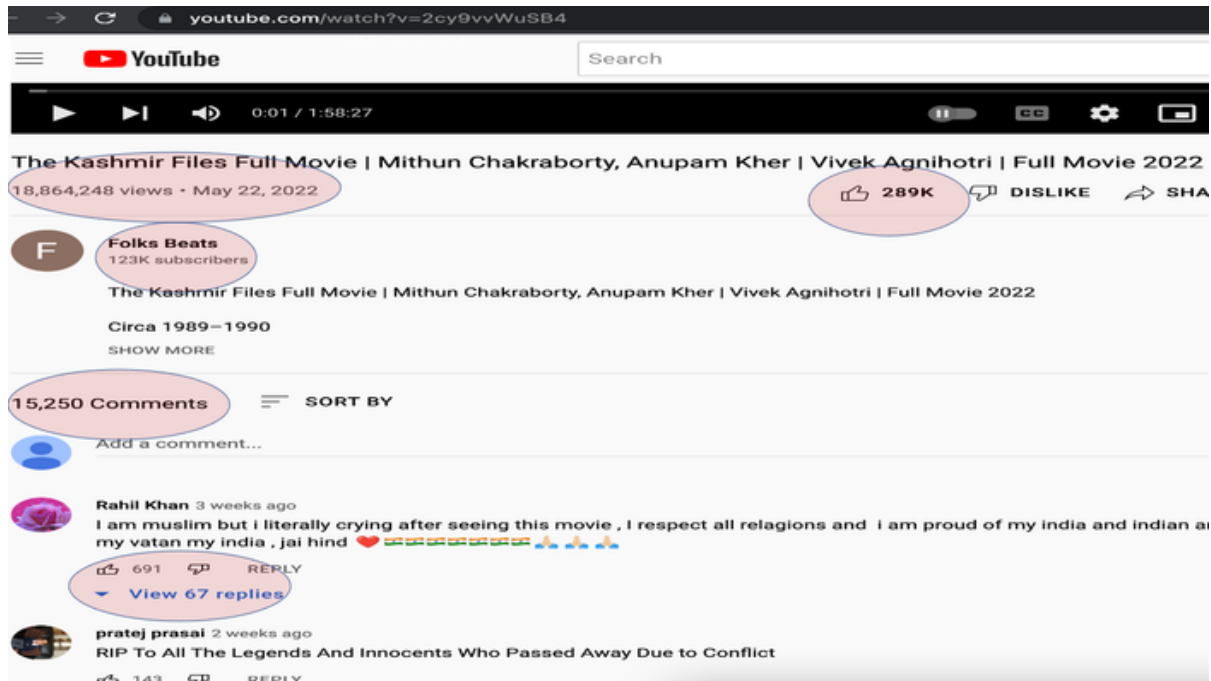 youtube.com/watch?v=2cy9vvWuSB4
YouTube
Search
0:01 / 1:58:27
CC
The Kashmir Files Full Movie | Mithun Chakraborty, Anupam Kher | Vivek Agnihotri | Full Movie 2022
18,864,248 views • May 22, 2022
289K DISLIKE SHA
F
Folks Beats
123K subscribers
The Kashmir Files Full Movie | Mithun Chakraborty, Anupam Kher | Vivek Agnihotri | Full Movie 2022
Circa 1989–1990
SHOW MORE
15,250 Comments SORT BY
Add a comment...
Rahil Khan 3 weeks ago
I am muslim but i literally crying after seeing this movie , I respect all relagions and i am proud of my india and indian ar
my vatan my india , jai hind ❤️🇮🇳🇮🇳🇮🇳🇮🇳🇮🇳🇮🇳🇮🇳🙏🏻🙏🏻🙏🏻
691 REPLY
View 67 replies
pratej prasai 2 weeks ago
RIP To All The Legends And Innocents Who Passed Away Due to Conflict
143 REPLY